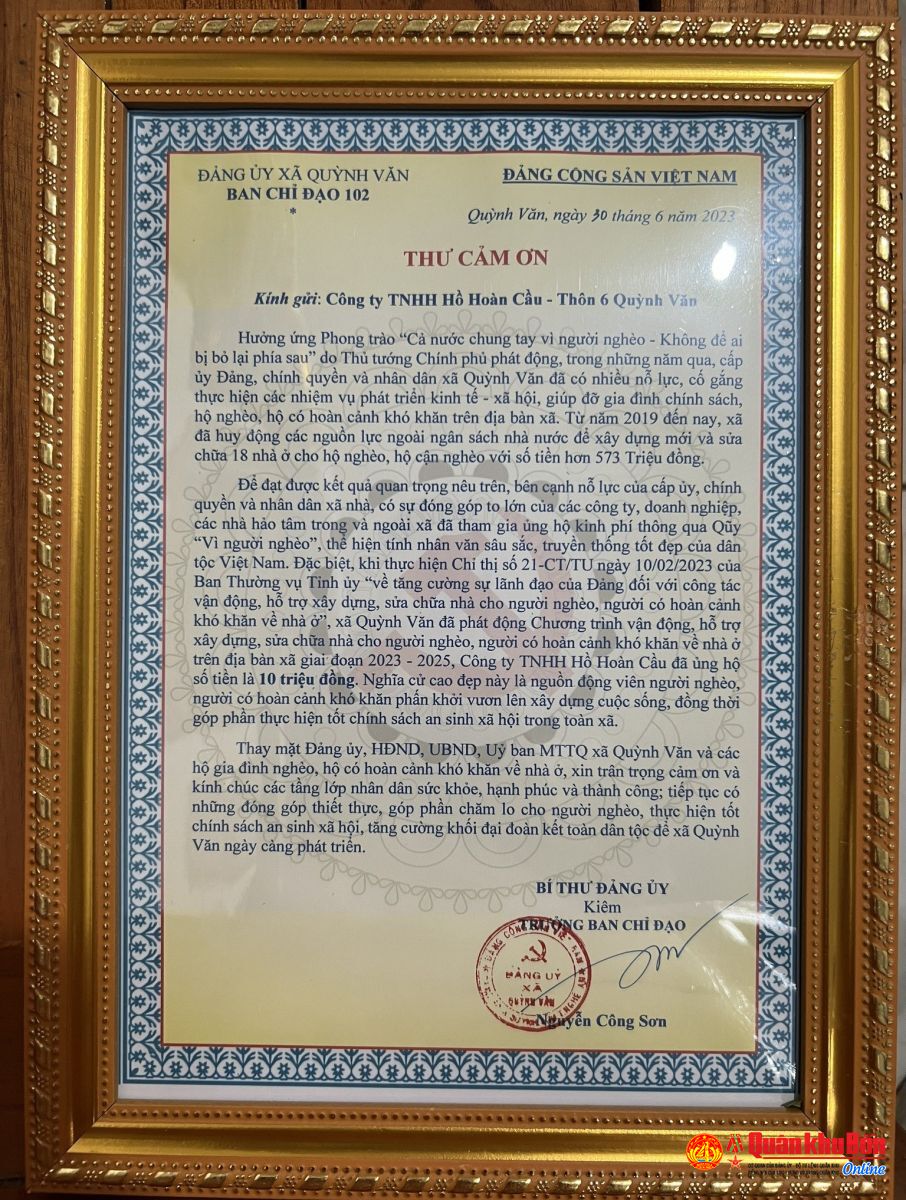 ĐẢNG ỦY XÃ QUỲNH VĂN
BAN CHỈ ĐẠO 102
*
ĐẢNG CỘNG SẢN VIỆT NAM
Quỳnh Văn, ngày 30 tháng 6 năm 2023
THƯ CẢM ƠN
Kính gửi: Công ty TNHH Hồ Hoàn Cầu - Thôn 6 Quỳnh Văn
Hưởng ứng Phong trào “Cả nước chung tay vì người nghèo - Không để ai
bị bỏ lại phía sau” do Thủ tướng Chính phủ phát động, trong những năm qua, cấp
ủy Đảng, chính quyền và nhân dân xã Quỳnh Văn đã có nhiều nỗ lực, cố gắng
thực hiện các nhiệm vụ phát triển kinh tế - xã hội, giúp đỡ gia đình chính sách,
hộ nghèo, hộ có hoàn cảnh khó khăn trên địa bàn xã. Từ năm 2019 đến nay, xã
đã huy động các nguồn lực ngoài ngân sách nhà nước để xây dựng mới và sửa
chữa 18 nhà ở cho hộ nghèo, hộ cận nghèo với số tiền hơn 573 Triệu đồng.
Để đạt được kết quả quan trọng nêu trên, bên cạnh nỗ lực của cấp ủy, chính
quyền và nhân dân xã nhà, có sự đóng góp to lớn của các công ty, doanh nghiệp,
các nhà hảo tâm trong và ngoài xã đã tham gia ủng hộ kinh phí thông qua Qũy
“Vì người nghèo”, thể hiện tính nhân văn sâu sắc, truyền thống tốt đẹp của dân
tộc Việt Nam. Đặc biệt, khi thực hiện Chỉ thị số 21-CT/TU ngày 10/02/2023 của
Ban Thường vụ Tỉnh ủy “về tăng cường sự lãnh đạo của Đảng đối với công tác
vận động, hỗ trợ xây dựng, sửa chữa nhà cho người nghèo, người có hoàn cảnh
khó khăn về nhà ở”, xã Quỳnh Văn đã phát động Chương trình vận động, hỗ trợ
xây dựng, sửa chữa nhà cho người nghèo, người có hoàn cảnh khó khăn về nhà ở
trên địa bàn xã giai đoạn 2023 - 2025, Công ty TNHH Hồ Hoàn Cầu đã ủng hộ
số tiền là 10 triệu đồng. Nghĩa cử cao đẹp này là nguồn động viên người nghèo,
người có hoàn cảnh khó khăn phấn khởi vươn lên xây dựng cuộc sống, đồng thời
góp phần thực hiện tốt chính sách an sinh xã hội trong toàn xã.
Thay mặt Đảng ủy, HĐND, UBND, Uỷ ban MTTQ xã Quỳnh Văn và các
hộ gia đình nghèo, hộ có hoàn cảnh khó khăn về nhà ở, xin trân trọng cảm ơn và
kính chúc các tầng lớp nhân dân sức khỏe, hạnh phúc và thành công; tiếp tục có
những đóng góp thiết thực, góp phần chăm lo cho người nghèo, thực hiện tốt
chính sách an sinh xã hội, tăng cường khối đại đoàn kết toàn dân tộc để xã Quỳnh
Văn ngày càng phát triển.
BÍ THƯ ĐẢNG ỦY
Kiêm
TRƯỞNG BAN CHỈ ĐẠO
ĐẢNG UỶ
XÃ
QUỲNH VĂN
Nguyễn Công Sơn
Quân khu Bốn
Online